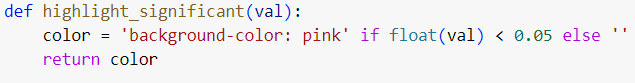 def highlight_significant(val):
    color = 'background-color: pink' if float(val) < 0.05 else ''
    return color